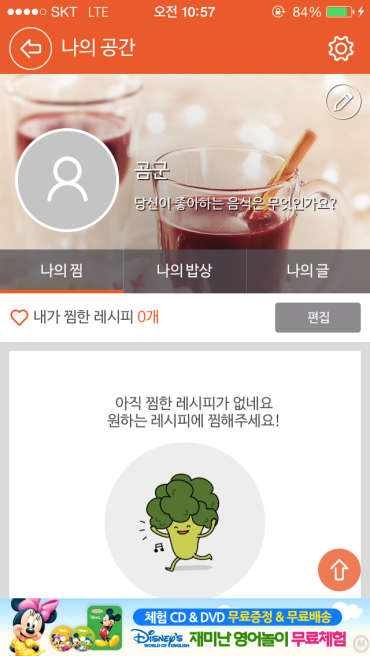 SKT LTE 오전 10:57 84%
나의 공간
곰군
당신이 좋아하는 음식은 무엇인가요?
나의 찜 나의 밥상 나의 글
내가 찜한 레시피 0개 편집
아직 찜한 레시피가 없네요
원하는 레시피에 찜해주세요!
체험 CD & DVD 무료증정 & 무료배송
Disney's
WORLD OF ENGLISH
재미난 영어놀이 무료체험
M